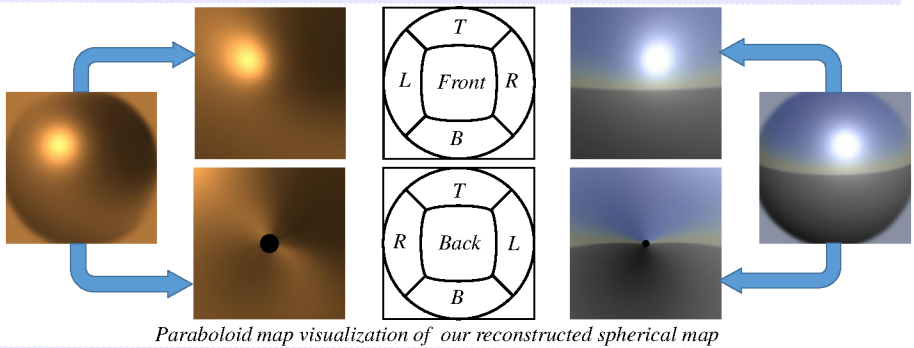 T
L Front R
B
T
R Back L
B
Paraboloid map visualization of our reconstructed spherical map